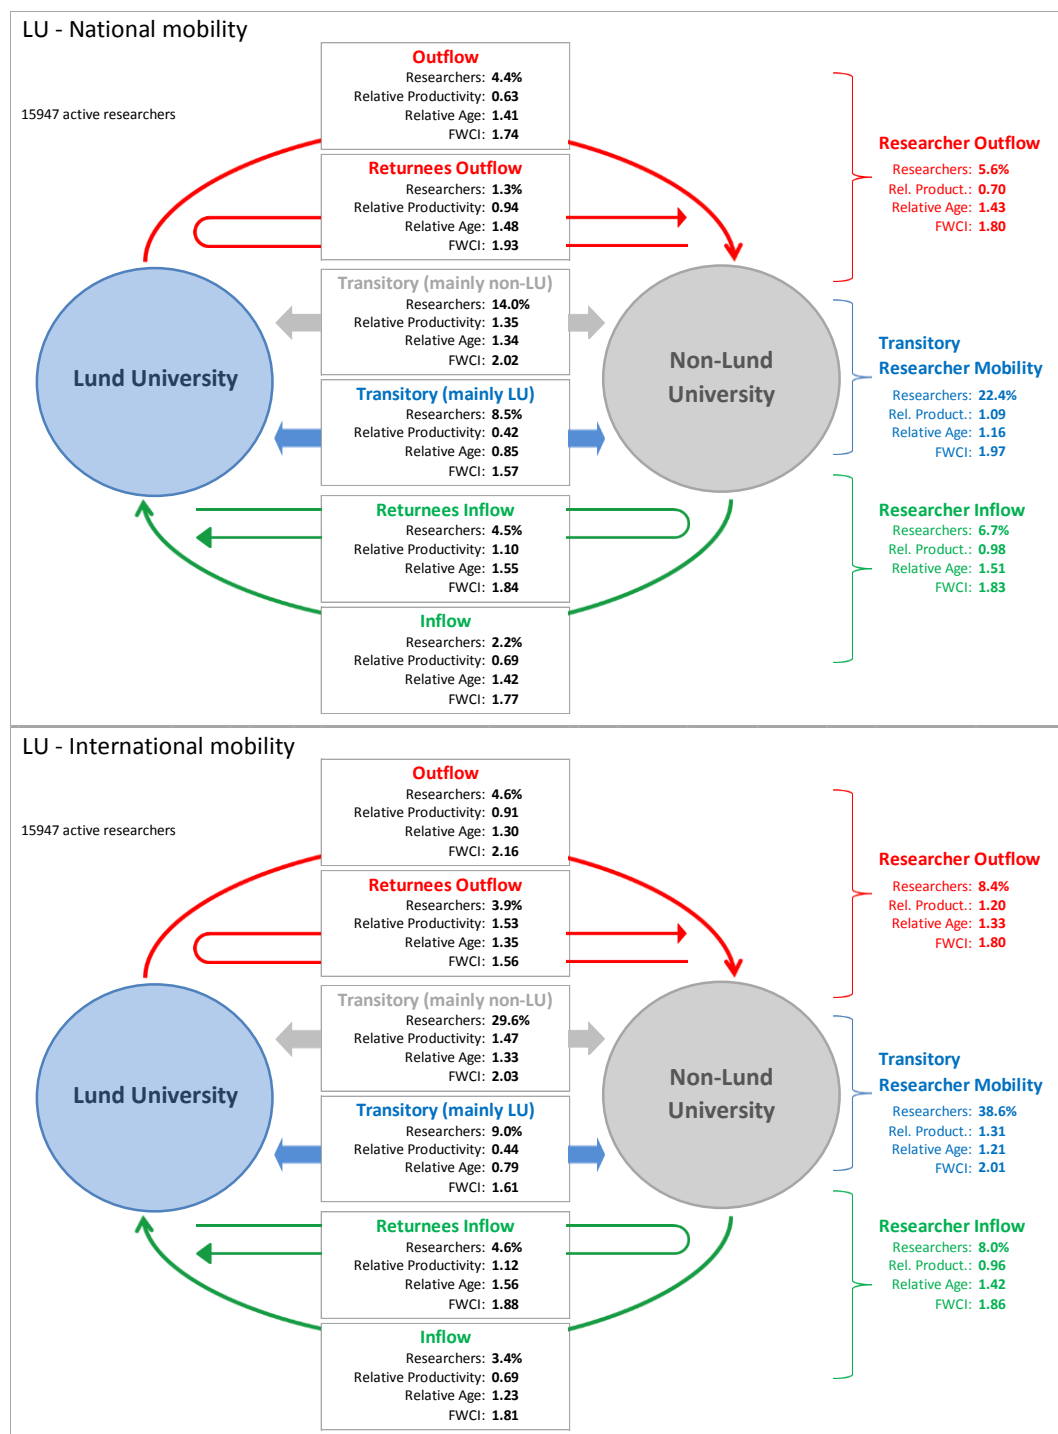 LU - National mobility
15947 active researchers
Outflow
Researchers: 4.4%
Relative Productivity: 0.63
Relative Age: 1.41
FWCI: 1.74
Returnees Outflow
Researchers: 1.3%
Relative Productivity: 0.94
Relative Age: 1.48
FWCI: 1.93
Transitory (mainly non-LU)
Researchers: 14.0%
Relative Productivity: 1.35
Relative Age: 1.34
FWCI: 2.02
Transitory (mainly LU)
Researchers: 8.5%
Relative Productivity: 0.42
Relative Age: 0.85
FWCI: 1.57
Returnees Inflow
Researchers: 4.5%
Relative Productivity: 1.10
Relative Age: 1.55
FWCI: 1.84
Inflow
Researchers: 2.2%
Relative Productivity: 0.69
Relative Age: 1.42
FWCI: 1.77
Lund University
Non-Lund
University
Researcher Outflow
Researchers: 5.6%
Rel. Product.: 0.70
Relative Age: 1.43
FWCI: 1.80
Transitory
Researcher Mobility
Researchers: 22.4%
Rel. Product.: 1.09
Relative Age: 1.16
FWCI: 1.97
Researcher Inflow
Researchers: 6.7%
Rel. Product.: 0.98
Relative Age: 1.51
FWCI: 1.83
LU - International mobility
15947 active researchers
Outflow
Researchers: 4.6%
Relative Productivity: 0.91
Relative Age: 1.30
FWCI: 2.16
Returnees Outflow
Researchers: 3.9%
Relative Productivity: 1.53
Relative Age: 1.35
FWCI: 1.56
Transitory (mainly non-LU)
Researchers: 29.6%
Relative Productivity: 1.47
Relative Age: 1.33
FWCI: 2.03
Transitory (mainly LU)
Researchers: 9.0%
Relative Productivity: 0.44
Relative Age: 0.79
FWCI: 1.61
Returnees Inflow
Researchers: 4.6%
Relative Productivity: 1.12
Relative Age: 1.56
FWCI: 1.88
Inflow
Researchers: 3.4%
Relative Productivity: 0.69
Relative Age: 1.23
FWCI: 1.81
Lund University
Non-Lund
University
Researcher Outflow
Researchers: 8.4%
Rel. Product.: 1.20
Relative Age: 1.33
FWCI: 1.80
Transitory
Researcher Mobility
Researchers: 38.6%
Rel. Product.: 1.31
Relative Age: 1.21
FWCI: 2.01
Researcher Inflow
Researchers: 8.0%
Rel. Product.: 0.96
Relative Age: 1.42
FWCI: 1.86